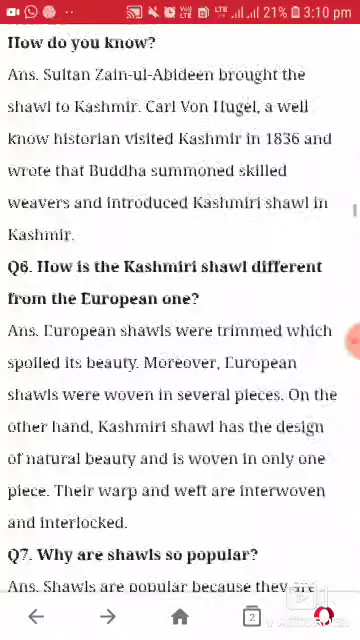 21% 3:10 pm
How do you know?
Ans. Sultan Zain-ul-Abideen brought the
shawl to Kashmir. Carl Von Hugel, a well
know historian visited Kashmir in 1836 and
wrote that Buddha summoned skilled
weavers and introduced Kashmiri shawl in
Kashmir.
Q6. How is the Kashmiri shawl different
from the European one?
Ans. European shawls were trimmed which
spoiled its beauty. Moreover, European
shawls were woven in several pieces. On the
other hand, Kashmiri shawl has the design
of natural beauty and is woven in only one
piece. Their warp and weft are interwoven
and interlocked.
Q7. Why are shawls so popular?
Ans. Shawls are popular because they are
2